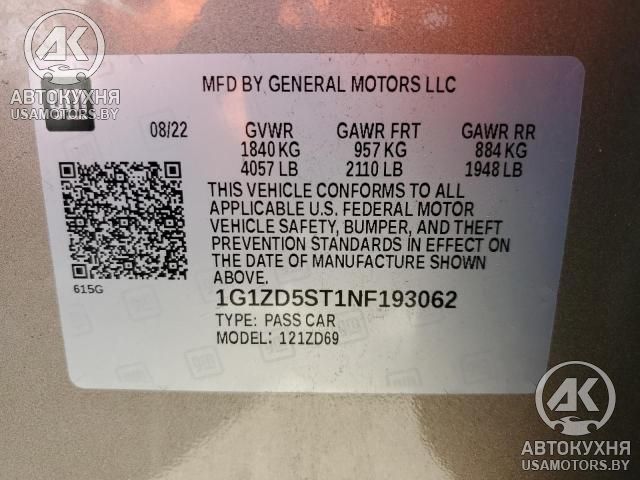 АВТОКУХНЯ
USAMOTORS.BY
MFD BY GENERAL MOTORS LLC
08/22 GVWR GAWR FRT GAWR RR
1840 KG 957 KG 884 KG
4057 LB 2110 LB 1948 LB
THIS VEHICLE CONFORMS TO ALL
APPLICABLE U.S. FEDERAL MOTOR
VEHICLE SAFETY, BUMPER, AND THEFT
PREVENTION STANDARDS IN EFFECT ON
THE DATE OF MANUFACTURE SHOWN
ABOVE.
615G
1G1ZD5ST1NF193062
TYPE: PASS CAR
MODEL: 121ZD69
АК
АВТОКУХНЯ
USAMOTORS.BY